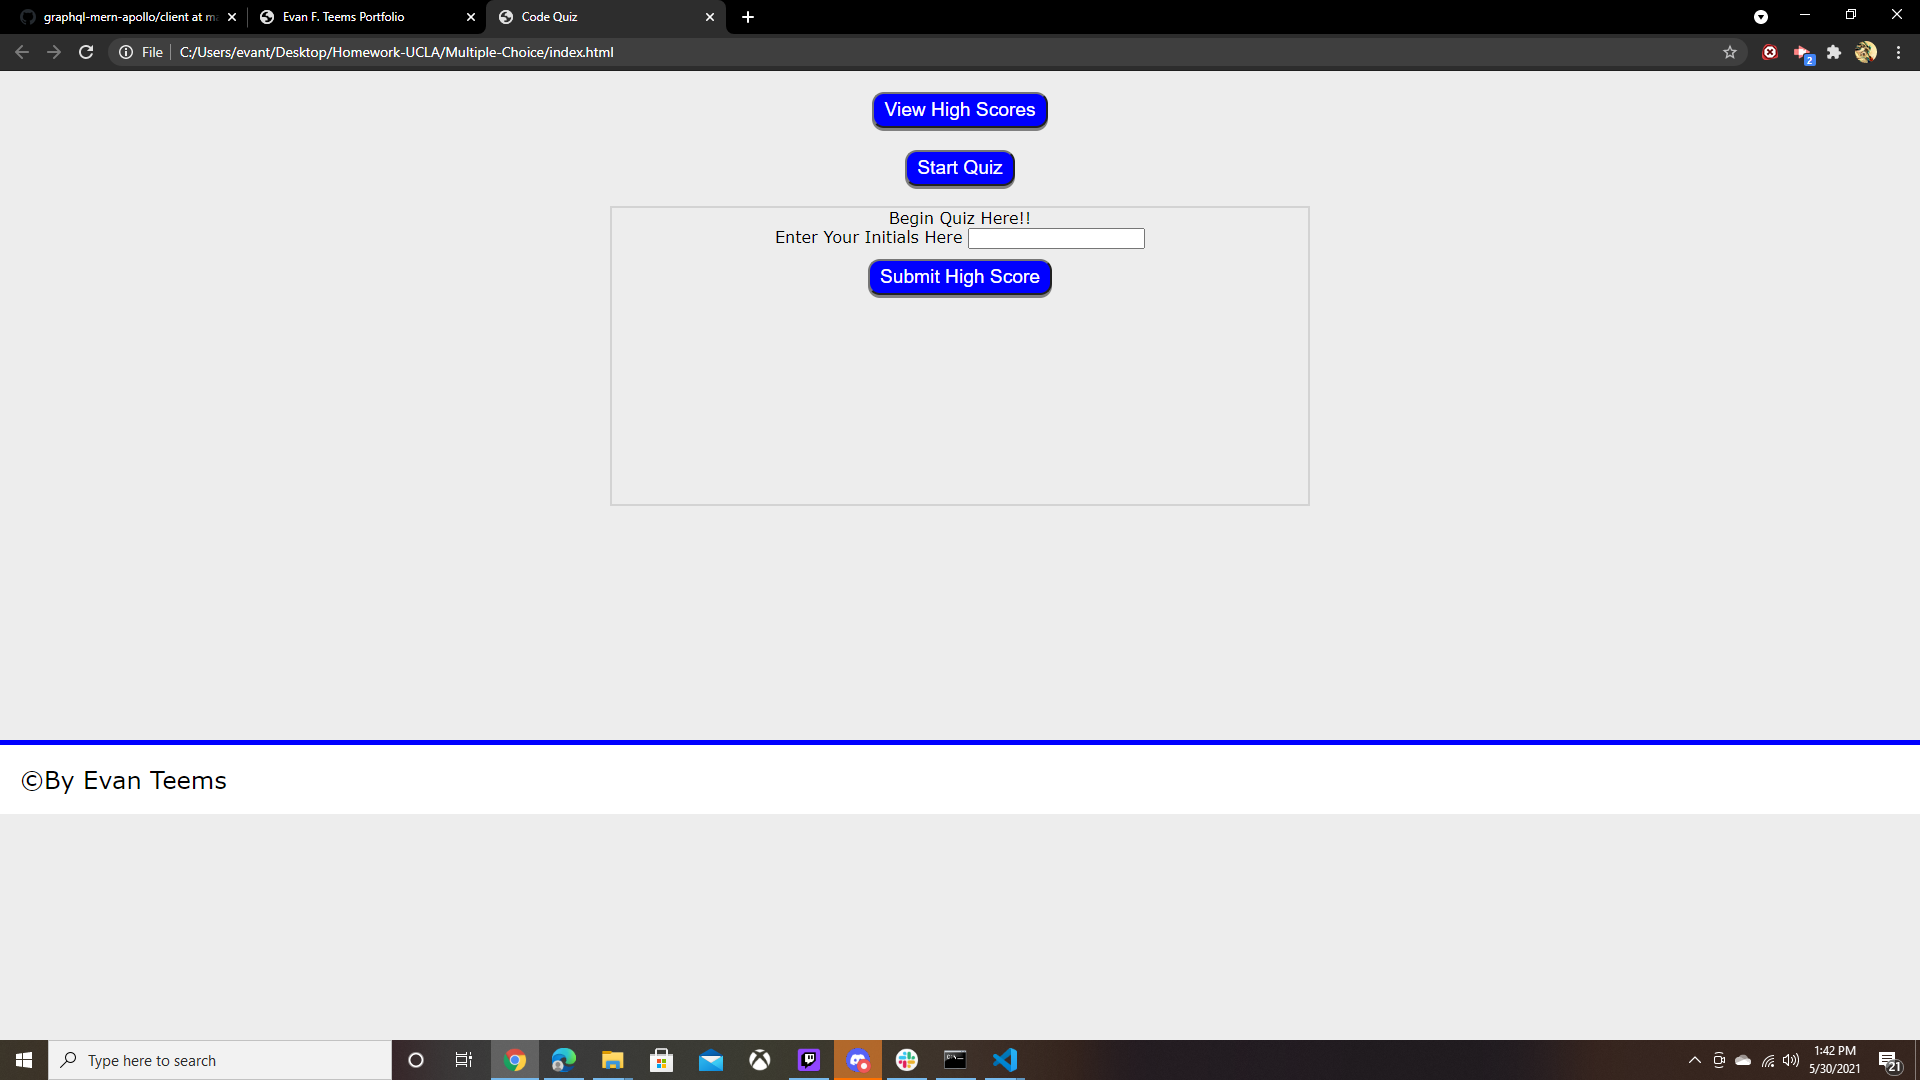 graphql-mern-apollo/client at ma
Evan F. Teems Portfolio
Code Quiz
File
C:/Users/evant/Desktop/Homework-UCLA/Multiple-Choice/index.html
2
View High Scores
Start Quiz
Begin Quiz Here!!
Enter Your Initials Here
Submit High Score
©By Evan Teems
Type here to search
1:42 PM
5/30/2021
21